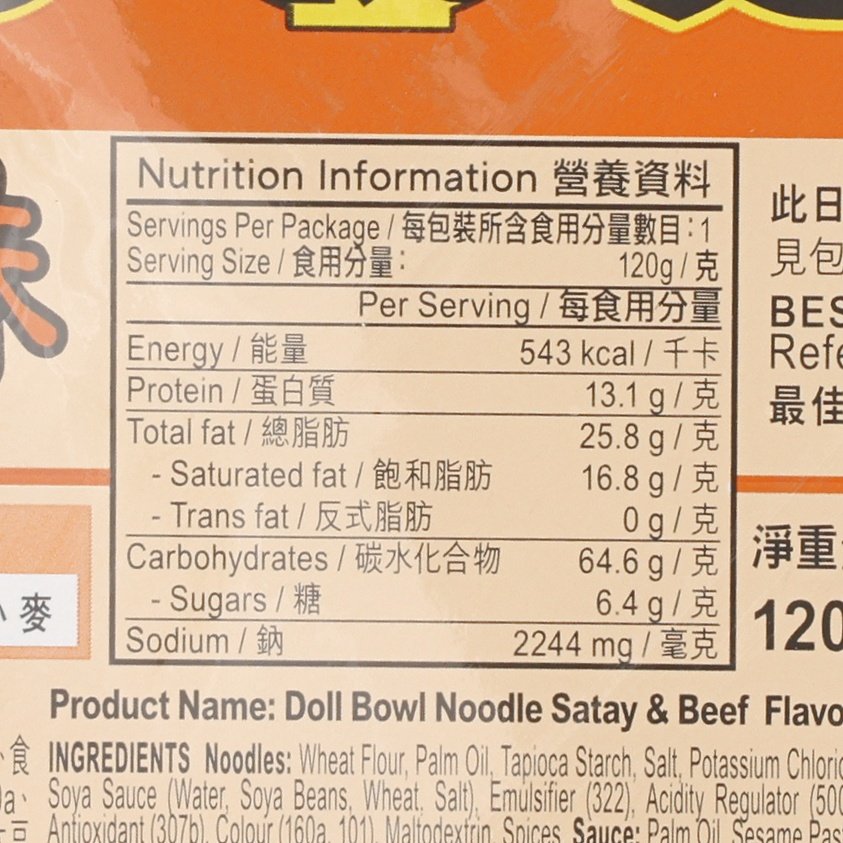 味
Nutrition Information 營養資料
Servings Per Package / 每包裝所含食用分量數目：1
Serving Size / 食用分量： 120g / 克
Per Serving / 每食用分量
Energy / 能量 543 kcal / 千卡
Protein / 蛋白質 13.1 g / 克
Total fat / 總脂肪 25.8 g / 克
- Saturated fat / 飽和脂肪 16.8 g / 克
- Trans fat / 反式脂肪 0 g / 克
Carbohydrates / 碳水化合物 64.6 g / 克
- Sugars / 糖 6.4 g / 克
Sodium / 鈉 2244 mg / 毫克
此日
見包
BES
Refe
最佳
淨重
120
小麥
Product Name: Doll Bowl Noodle Satay & Beef Flavo
食 INGREDIENTS Noodles: Wheat Flour, Palm Oil, Tapioca Starch, Salt, Potassium Chlorid
Soya Sauce (Water, Soya Beans, Wheat, Salt), Emulsifier (322), Acidity Regulator (500
Antioxidant (307b), Colour (160a, 101), Maltodextrin, Spices. Sauce: Palm Oil, Sesame Pas